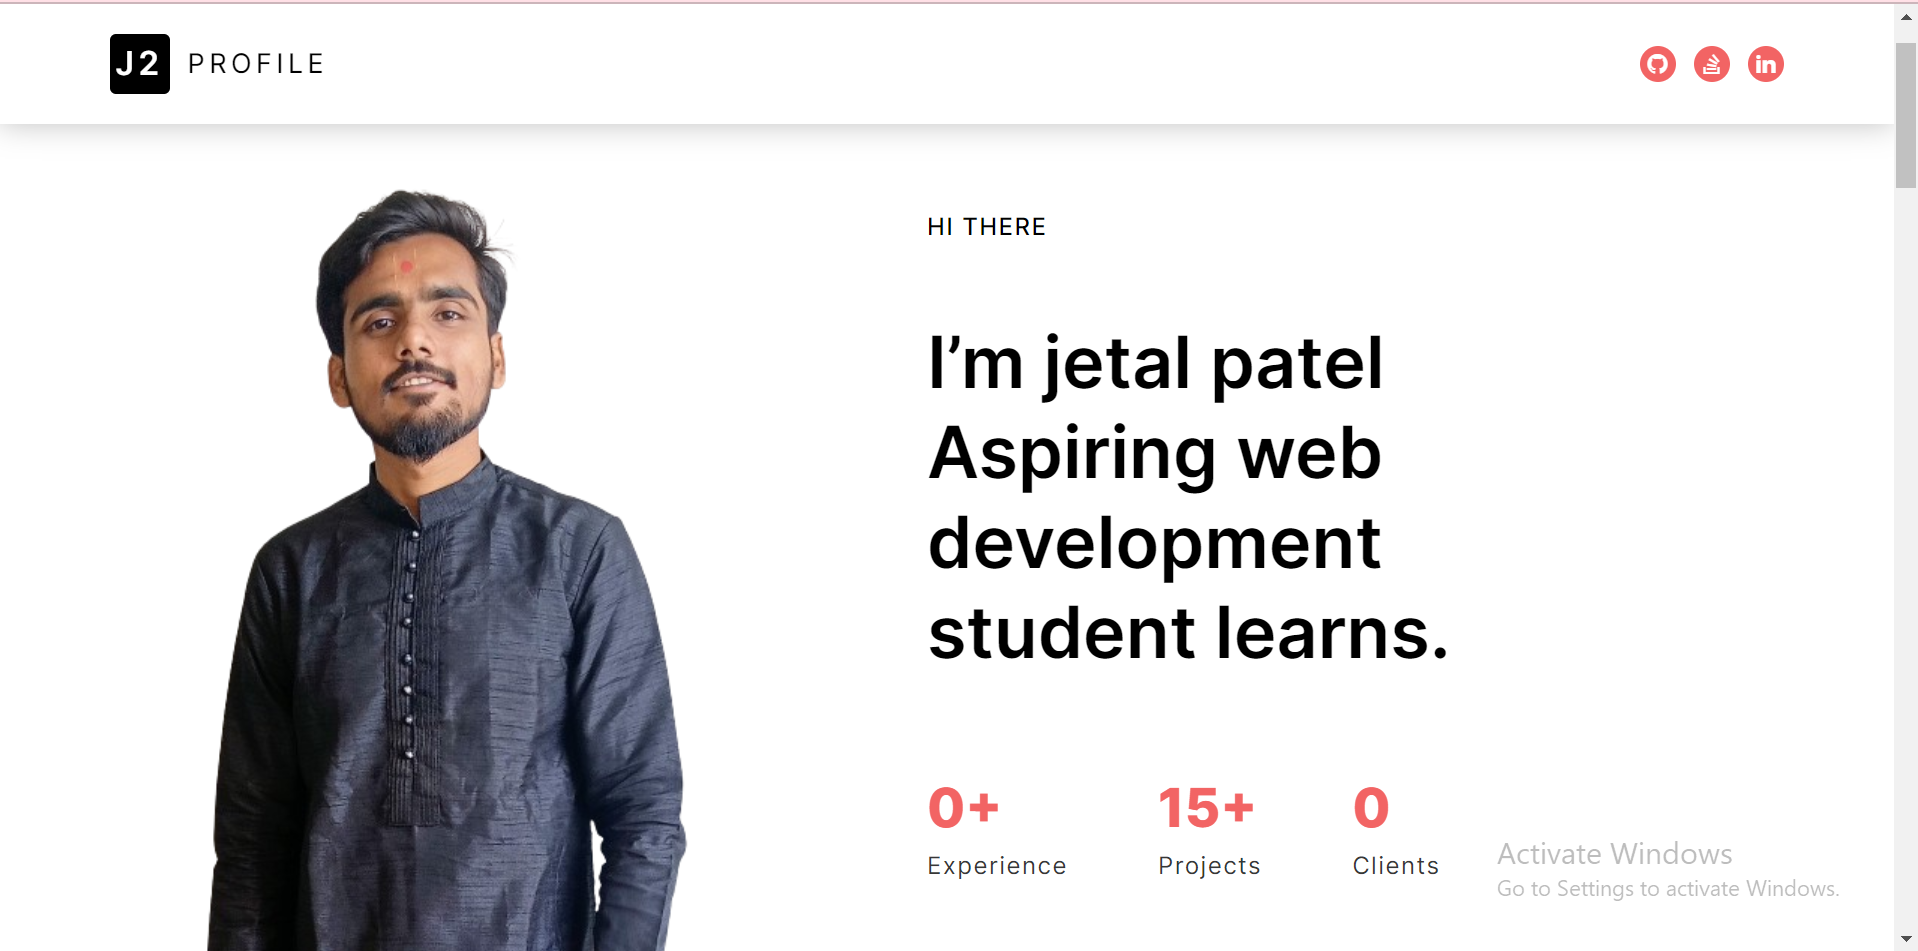 J2 PROFILE
in
HI THERE
I’m jetal patel
Aspiring web
development
student learns.
0+ 15+ 0
Experience Projects Clients
Activate Windows
Go to Settings to activate Windows.